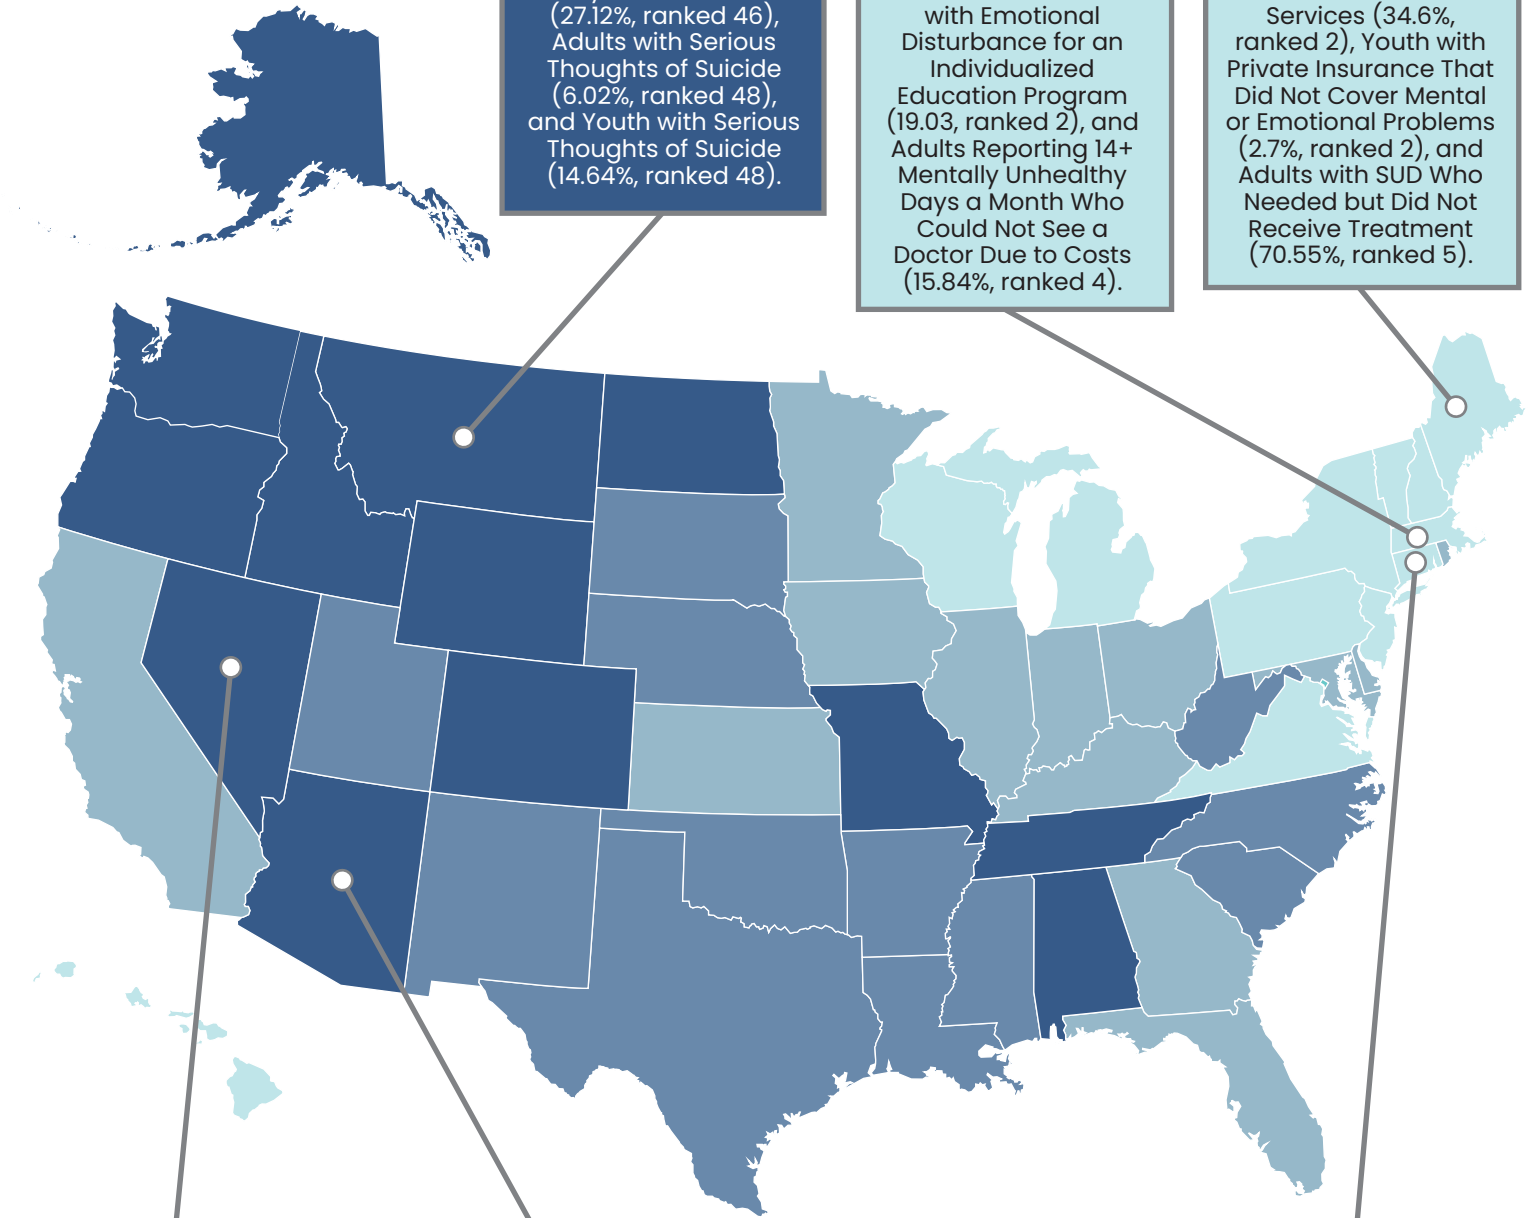 (27.12%, ranked 46),
Adults with Serious
Thoughts of Suicide
(6.02%, ranked 48),
and Youth with Serious
Thoughts of Suicide
(14.64%, ranked 48).
with Emotional
Disturbance for an
Individualized
Education Program
(19.03, ranked 2), and
Adults Reporting 14+
Mentally Unhealthy
Days a Month Who
Could Not See a
Doctor Due to Costs
(15.84%, ranked 4).
Services (34.6%,
ranked 2), Youth with
Private Insurance That
Did Not Cover Mental
or Emotional Problems
(2.7%, ranked 2), and
Adults with SUD Who
Needed but Did Not
Receive Treatment
(70.55%, ranked 5).